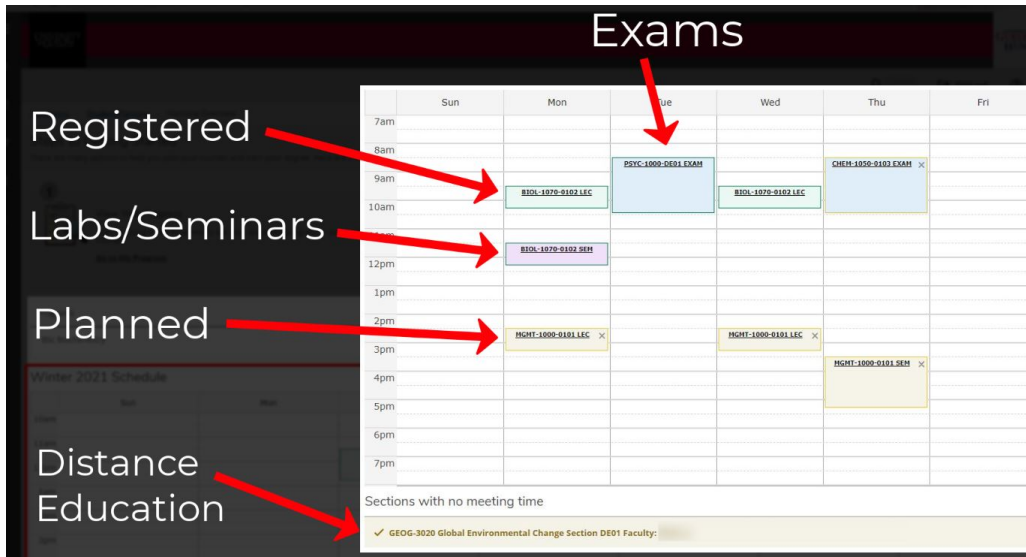 Exams
Registered
Labs/Seminars
Planned
Distance
Education
Sun Mon Tue Wed Thu Fri
7am
8am
PSYC-1000-DE01 EXAM CHEM-1050-0103 EXAM ×
9am
BIOL-1070-0102 LEC BIOL-1070-0102 LEC
10am
BIOL-1070-0102 SEM
12pm
1pm
2pm
MGMT-1000-0101 LEC × MGMT-1000-0101 LEC ×
3pm
MGMT-1000-0101 SEM ×
4pm
5pm
6pm
7pm
Sections with no meeting time
✓ GEOG-3020 Global Environmental Change Section DE01 Faculty:
Winter 2021 Schedule
Sun Mon